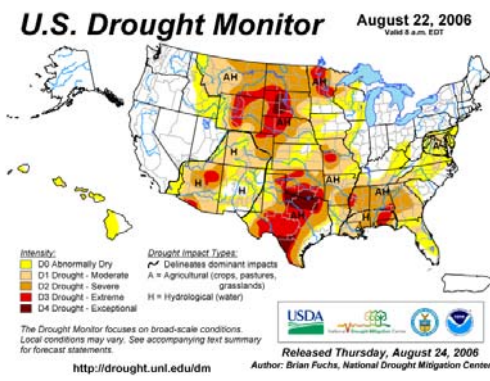 U.S. Drought Monitor
August 22, 2006
Valid 8 a.m. EDT
AH
AH
AH
H
H
H
AH
AH
AH
H
A
Intensity:
D0 Abnormally Dry
D1 Drought - Moderate
D2 Drought - Severe
D3 Drought - Extreme
D4 Drought - Exceptional
Drought Impact Types:
Delineates dominant impacts
A = Agricultural (crops, pastures,
grasslands)
H = Hydrological (water)
The Drought Monitor focuses on broad-scale conditions.
Local conditions may vary. See accompanying text summary
for forecast statements.
http://drought.unl.edu/dm
USDA
National Drought Mitigation Center
Released Thursday, August 24, 2006
Author: Brian Fuchs, National Drought Mitigation Center